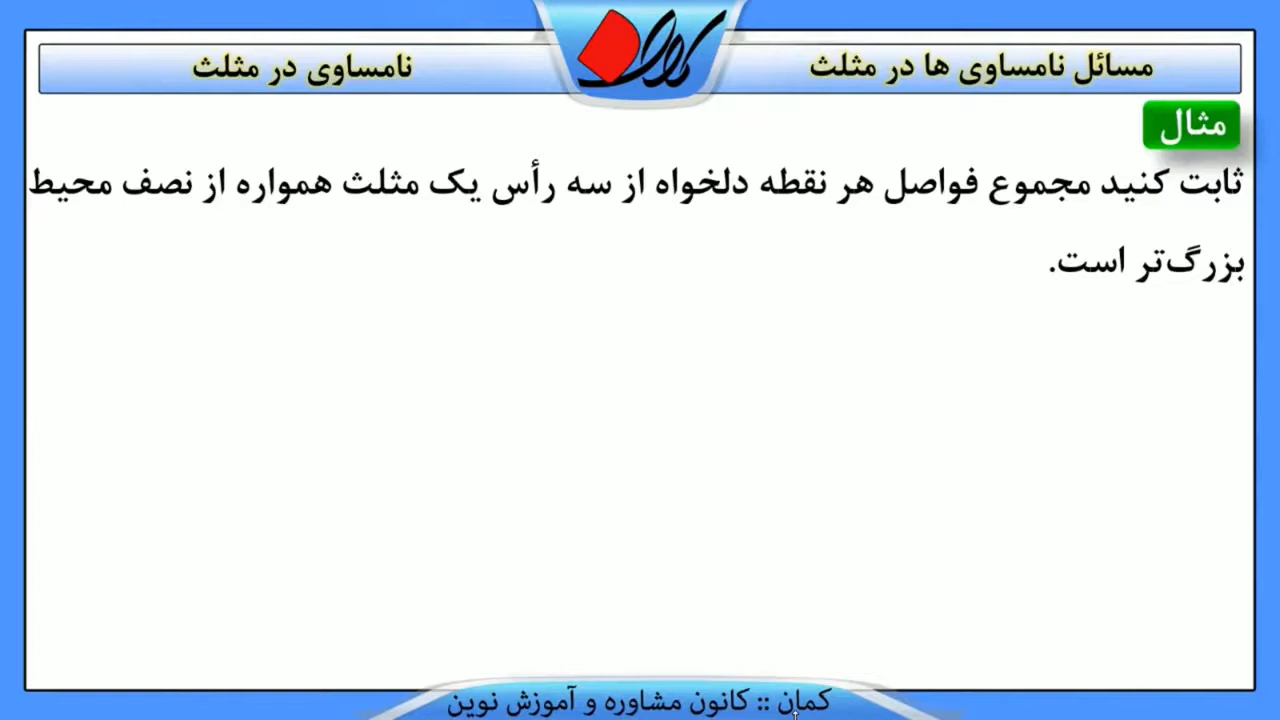 مسائل نامساوی ها در مثلث
نامساوی در مثلث
مثال
ثابت کنید مجموع فواصل هر نقطه دلخواه از سه رأس یک مثلث همواره از نصف محیط
بزرگ‌تر است.
کمان :: کانون مشاوره و آموزش نوین